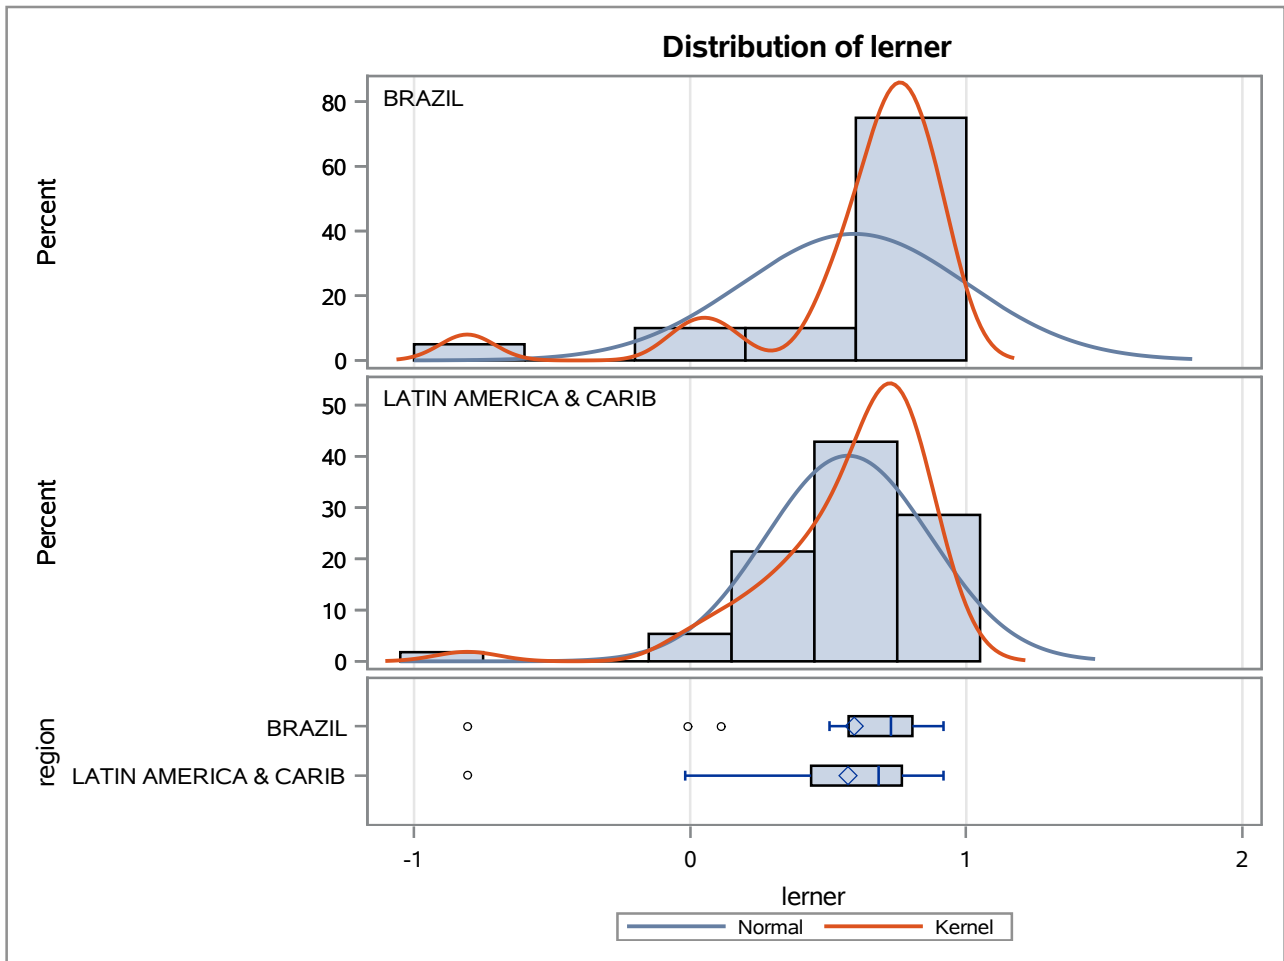 Distribution of lerner
BRAZIL
Percent
80
60
40
20
0
LATIN AMERICA & CARIB
Percent
50
40
30
20
10
0
region
BRAZIL
LATIN AMERICA & CARIB
-1 0 1 2
lerner
Normal Kernel